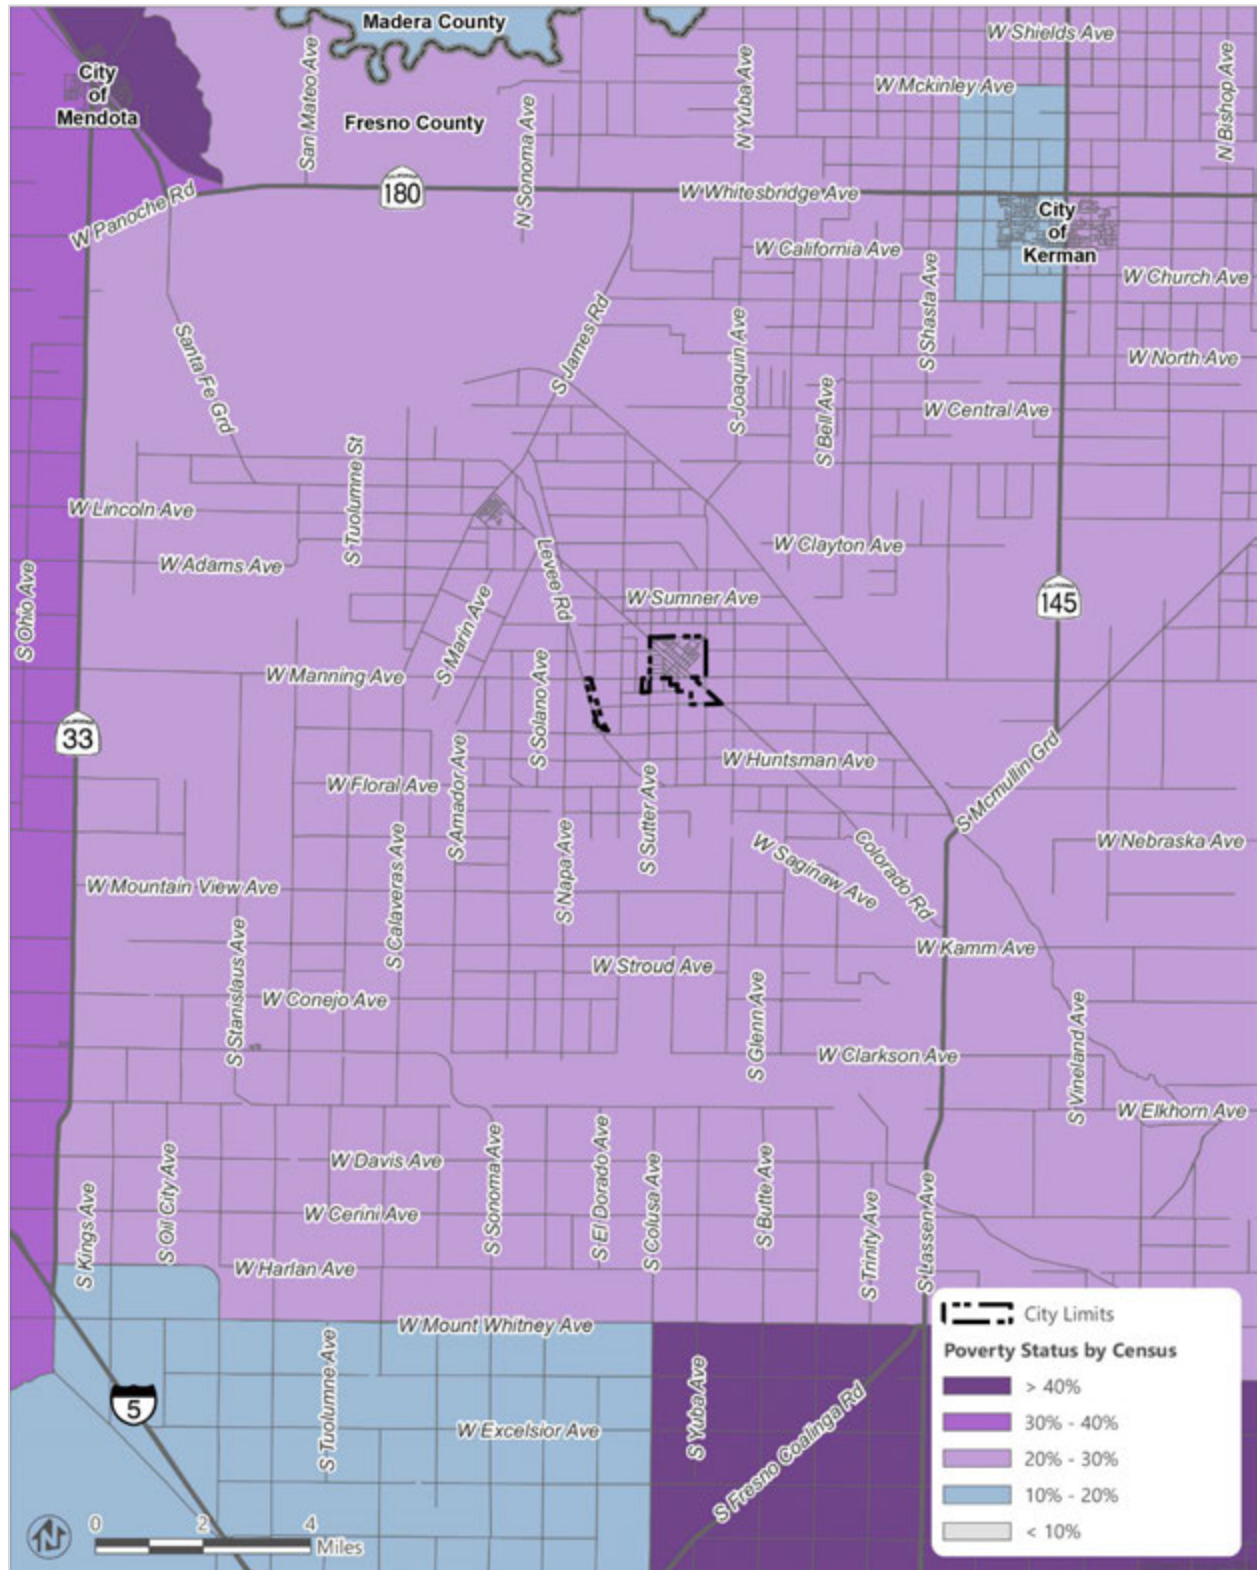 Madera County
W Shields Ave
San Mateo Ave
N Yuba Ave
N Bishop Ave
City
of
Mendota
W Mckinley Ave
Fresno County
N Sonoma Ave
CALIFORNIA
180
W Whitesbridge Ave
W Panoche Rd
City
of
Kerman
W California Ave
W Church Ave
S Shasta Ave
S James Rd
Santa Fe Grd
S Joaquin Ave
W North Ave
S Bell Ave
W Central Ave
S Tuolumne St
W Lincoln Ave
W Clayton Ave
W Adams Ave
Levee Rd
W Sumner Ave
CALIFORNIA
145
S Ohio Ave
S Marin Ave
W Manning Ave
S Solano Ave
CALIFORNIA
33
W Huntsman Ave
S Mcmullin Grd
W Floral Ave
S Amador Ave
S Sutter Ave
W Nebraska Ave
S Calaveras Ave
S Napa Ave
W Saginaw Ave
Colorado Rd
W Mountain View Ave
S Stanislaus Ave
W Kamm Ave
W Stroud Ave
W Conejo Ave
S Glenn Ave
S Vineland Ave
W Clarkson Ave
W Elkhorn Ave
S Kings Ave
S Oil City Ave
W Davis Ave
S Sonoma Ave
S El Dorado Ave
S Colusa Ave
S Butte Ave
S Trinity Ave
S Lassen Ave
W Cerini Ave
W Harlan Ave
W Mount Whitney Ave
5
S Tuolumne Ave
W Excelsior Ave
S Yuba Ave
S Fresno Coalinga Rd
City Limits
Poverty Status by Census
> 40%
30% - 40%
20% - 30%
10% - 20%
< 10%
N
0 2 4
Miles